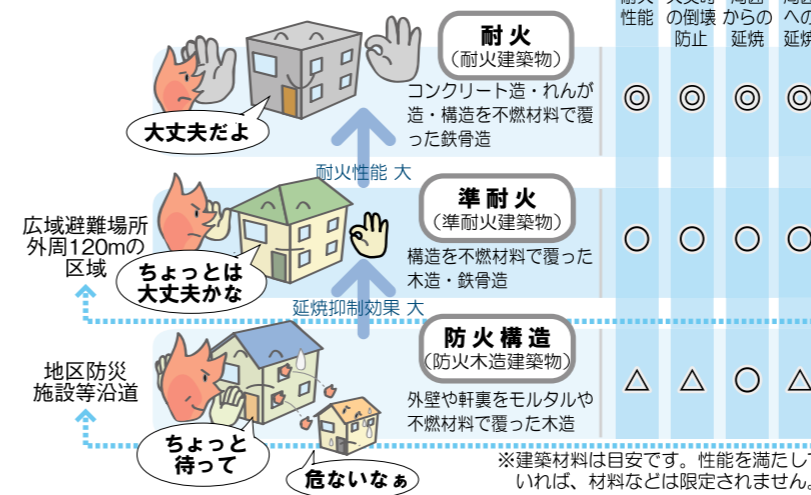 性能
の倒壊
防止
からの
延焼
への
延焼
耐火
(耐火建築物)
コンクリート造・れんが
造・構造を不燃材料で覆
った鉄骨造
◎ ◎ ◎ ◎
大丈夫だよ
耐火性能 大
準耐火
(準耐火建築物)
構造を不燃材料で覆った
木造・鉄骨造
○ ○ ○ ○
広域避難場所
外周120mの
区域
ちょっとは
大丈夫かな
延焼抑制効果 大
防火構造
(防火木造建築物)
外壁や軒裏をモルタルや
不燃材料で覆った木造
△ △ ○ △
地区防災
施設等沿道
ちょっと
待って
危ないなぁ
※建築材料は目安です。性能を満たして
いれば、材料などは限定されません。